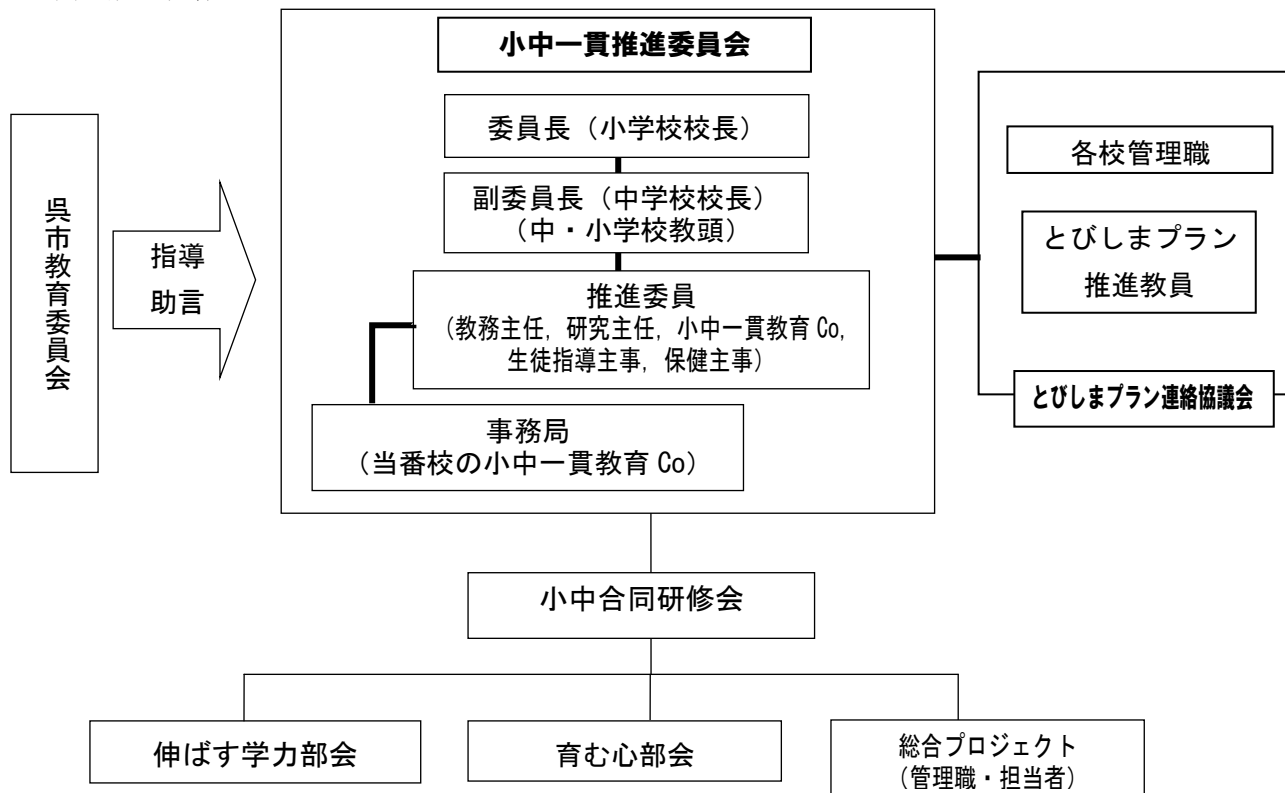 小中一貫推進委員会
委員長（小学校校長）
副委員長（中学校校長）
（中・小学校教頭）
推進委員
（教務主任，研究主任，小中一貫教育 Co，
生徒指導主事，保健主事）
事務局
（当番校の小中一貫教育 Co）
呉市教育委員会
指導
助言
各校管理職
とびしまプラン
推進教員
とびしまプラン連絡協議会
小中合同研修会
伸ばす学力部会
育む心部会
総合プロジェクト
（管理職・担当者）